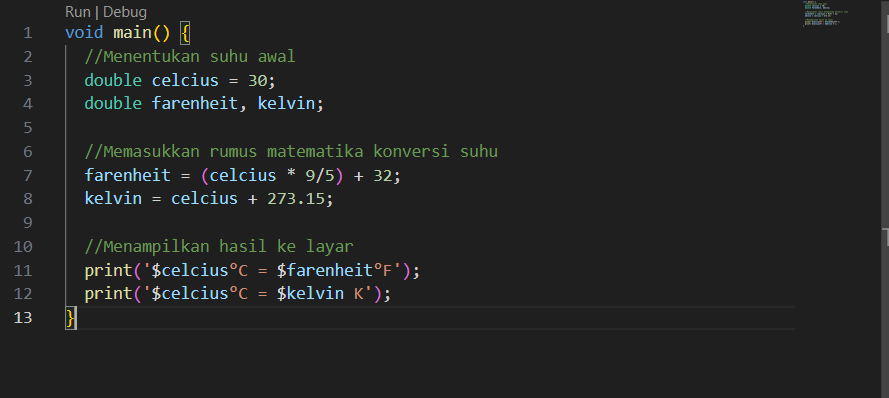 Run | Debug
1 void main() {
2 //Menentukan suhu awal
3 double celcius = 30;
4 double farenheit, kelvin;
5
6 //Memasukkan rumus matematika konversi suhu
7 farenheit = (celcius * 9/5) + 32;
8 kelvin = celcius + 273.15;
9
10 //Menampilkan hasil ke layar
11 print('$celcius°C = $farenheit°F');
12 print('$celcius°C = $kelvin K');
13 }